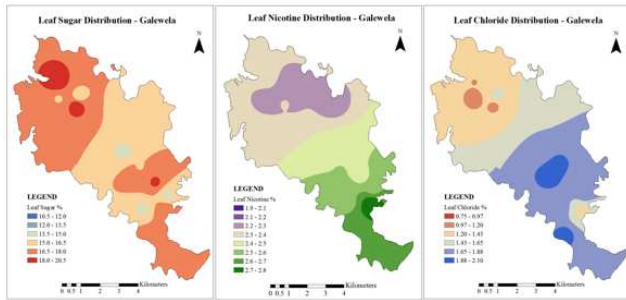 Leaf Sugar Distribution - Galewela
N
LEGEND
Leaf Sugar %
10.5 - 12.0
12.0 - 13.5
13.5 - 15.0
15.0 - 16.5
16.5 - 18.0
18.0 - 20.5
0 0.5 1 2 3 4 Kilometers
Leaf Nicotine Distribution - Galewela
N
LEGEND
Leaf Nicotine %
1.9 - 2.1
2.1 - 2.2
2.2 - 2.3
2.3 - 2.4
2.4 - 2.5
2.5 - 2.6
2.6 - 2.7
2.7 - 2.8
0 0.5 1 2 3 4 Kilometers
Leaf Chloride Distribution - Galewela
N
LEGEND
Leaf Chloride %
0.75 - 0.97
0.97 - 1.20
1.20 - 1.43
1.43 - 1.65
1.65 - 1.88
1.88 - 2.10
0 0.5 1 2 3 4 Kilometers